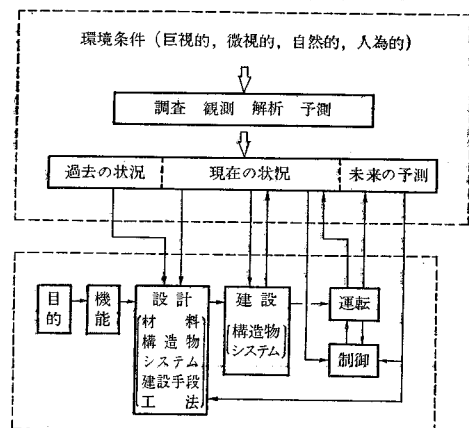 環境条件(巨視的,微視的,自然的,人為的)
調査 観測 解析 予測
過去の状況 現在の状況 未来の予測
目的
機能
設計
材料
構造物
システム
建設手段
工法
建設
構造物
システム
運転
制御